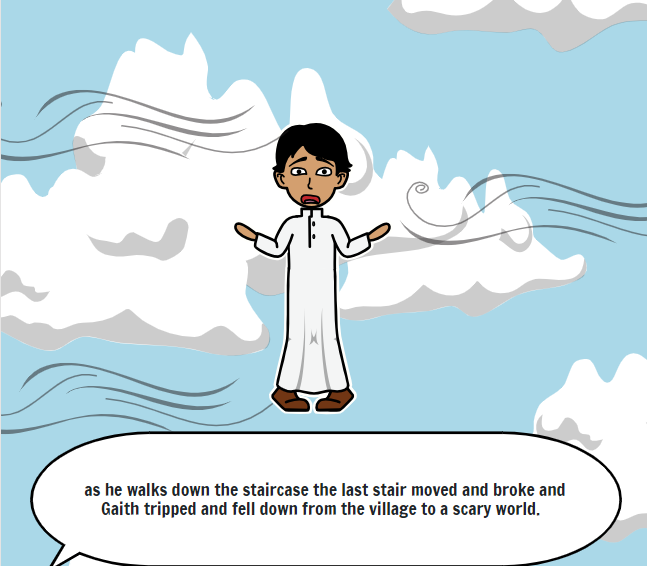 as he walks down the staircase the last stair moved and broke and
Gaith tripped and fell down from the village to a scary world.